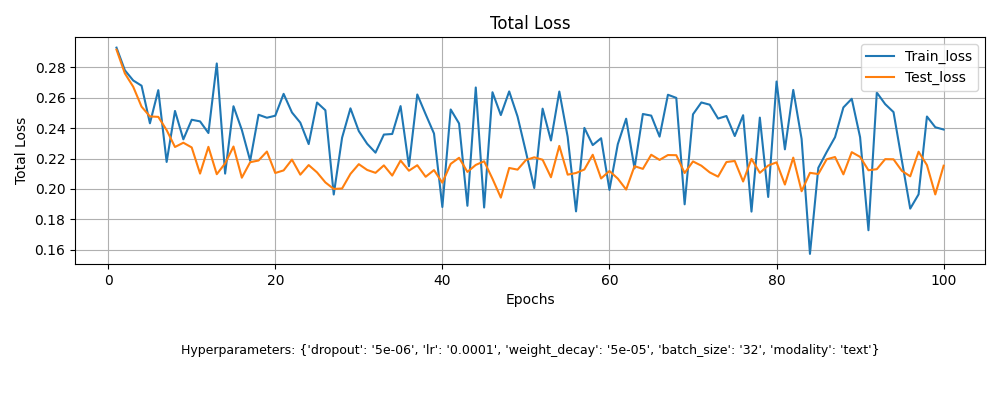 Total Loss
Train_loss
Test_loss
Total Loss
0.28
0.26
0.24
0.22
0.20
0.18
0.16
0
20
40
60
80
100
Epochs
Hyperparameters: {'dropout': '5e-06', 'lr': '0.0001', 'weight_decay': '5e-05', 'batch_size': '32', 'modality': 'text'}